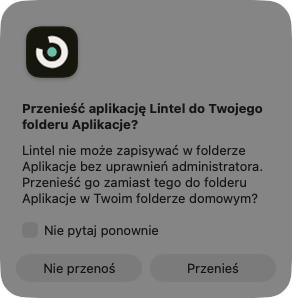 Przenieść aplikację Lintel do Twojego
folderu Aplikacje?
Lintel nie może zapisywać w folderze
Aplikacje bez uprawnień administratora.
Przenieść go zamiast tego do folderu
Aplikacje w Twoim folderze domowym?
Nie pytaj ponownie
Nie przenoś
Przenieś